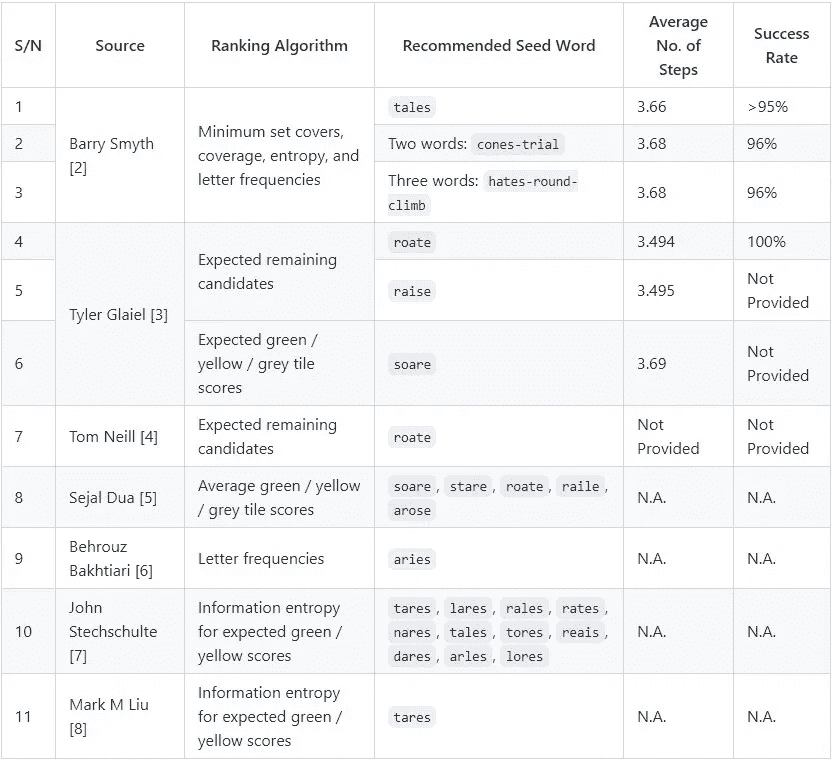 S/N
Source
Ranking Algorithm
Recommended Seed Word
Average
No. of
Steps
Success
Rate
1
Barry Smyth
[2]
Minimum set covers,
coverage, entropy, and
letter frequencies
tales
3.66
>95%
2
Two words: cones-trial
3.68
96%
3
Three words: hates-round-
climb
3.68
96%
4
Tyler Glaiel [3]
Expected remaining
candidates
roate
3.494
100%
5
raise
3.495
Not
Provided
6
Expected green /
yellow / grey tile
scores
soare
3.69
Not
Provided
7
Tom Neill [4]
Expected remaining
candidates
roate
Not
Provided
Not
Provided
8
Sejal Dua [5]
Average green / yellow
/ grey tile scores
soare, stare, roate, raile,
arose
N.A.
N.A.
9
Behrouz
Bakhtiari [6]
Letter frequencies
aries
N.A.
N.A.
10
John
Stechschulte
[7]
Information entropy
for expected green /
yellow scores
tares, lares, rales, rates,
nares, tales, tores, reais,
dares, arles, lores
N.A.
N.A.
11
Mark M Liu
[8]
Information entropy
for expected green /
yellow scores
tares
N.A.
N.A.